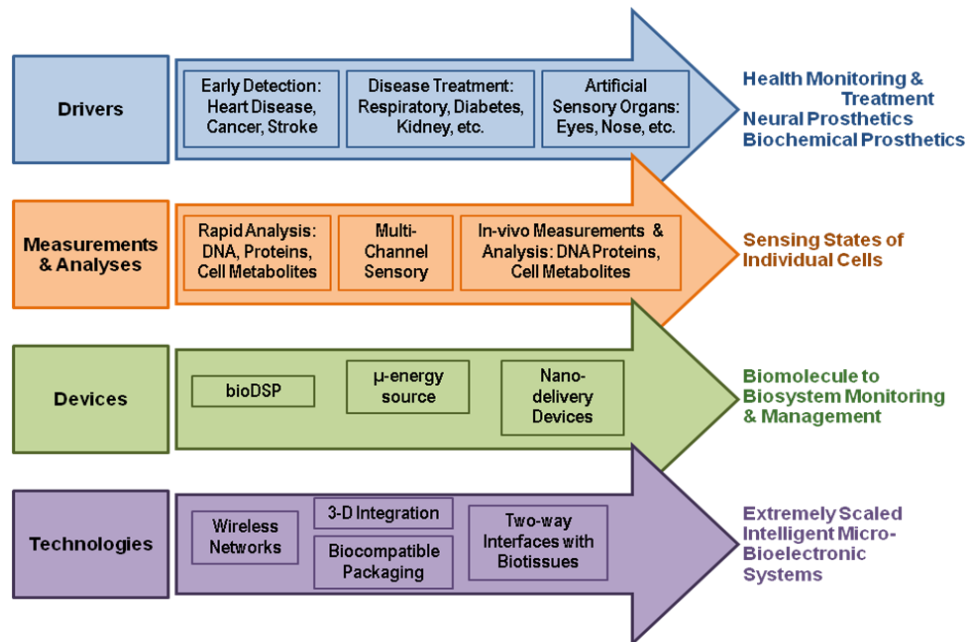 Drivers
Early Detection:
Heart Disease,
Cancer, Stroke
Disease Treatment:
Respiratory, Diabetes,
Kidney, etc.
Artificial
Sensory Organs:
Eyes, Nose, etc.
Health Monitoring &
Treatment
Neural Prosthetics
Biochemical Prosthetics
Measurements
& Analyses
Rapid Analysis:
DNA, Proteins,
Cell Metabolites
Multi-
Channel
Sensory
In-vivo Measurements &
Analysis: DNA Proteins,
Cell Metabolites
Sensing States of
Individual Cells
Devices
bioDSP
µ-energy
source
Nano-
delivery
Devices
Biomolecule to
Biosystem Monitoring
& Management
Technologies
Wireless
Networks
3-D Integration
Biocompatible
Packaging
Two-way
Interfaces with
Biotissues
Extremely Scaled
Intelligent Micro-
Bioelectronic
Systems